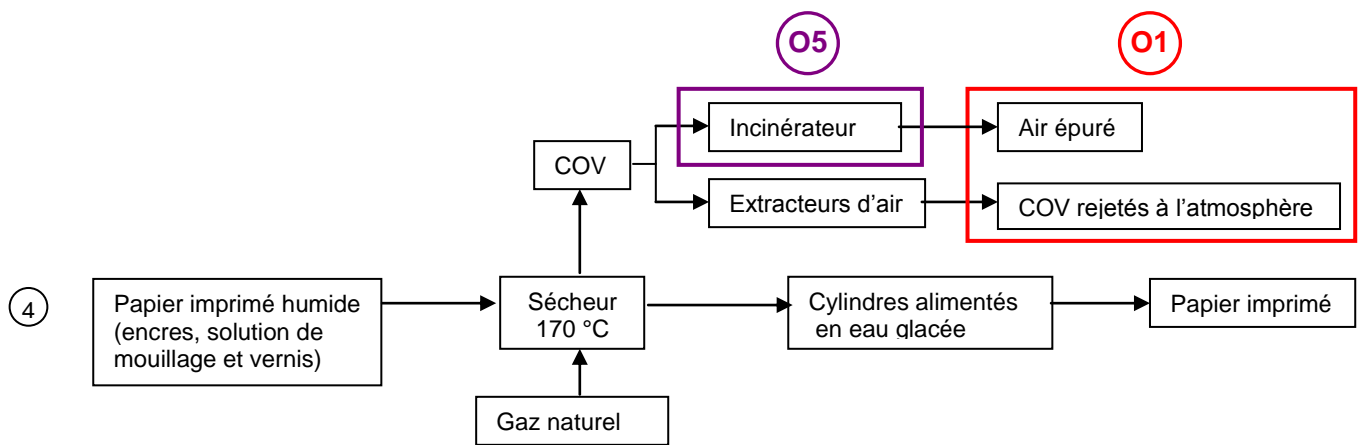 O5
O1
Incinérateur
Air épuré
COV
Extracteurs d’air
COV rejetés à l’atmosphère
4
Papier imprimé humide
(encres, solution de
mouillage et vernis)
Sécheur
170 °C
Cylindres alimentés
en eau glacée
Papier imprimé
Gaz naturel